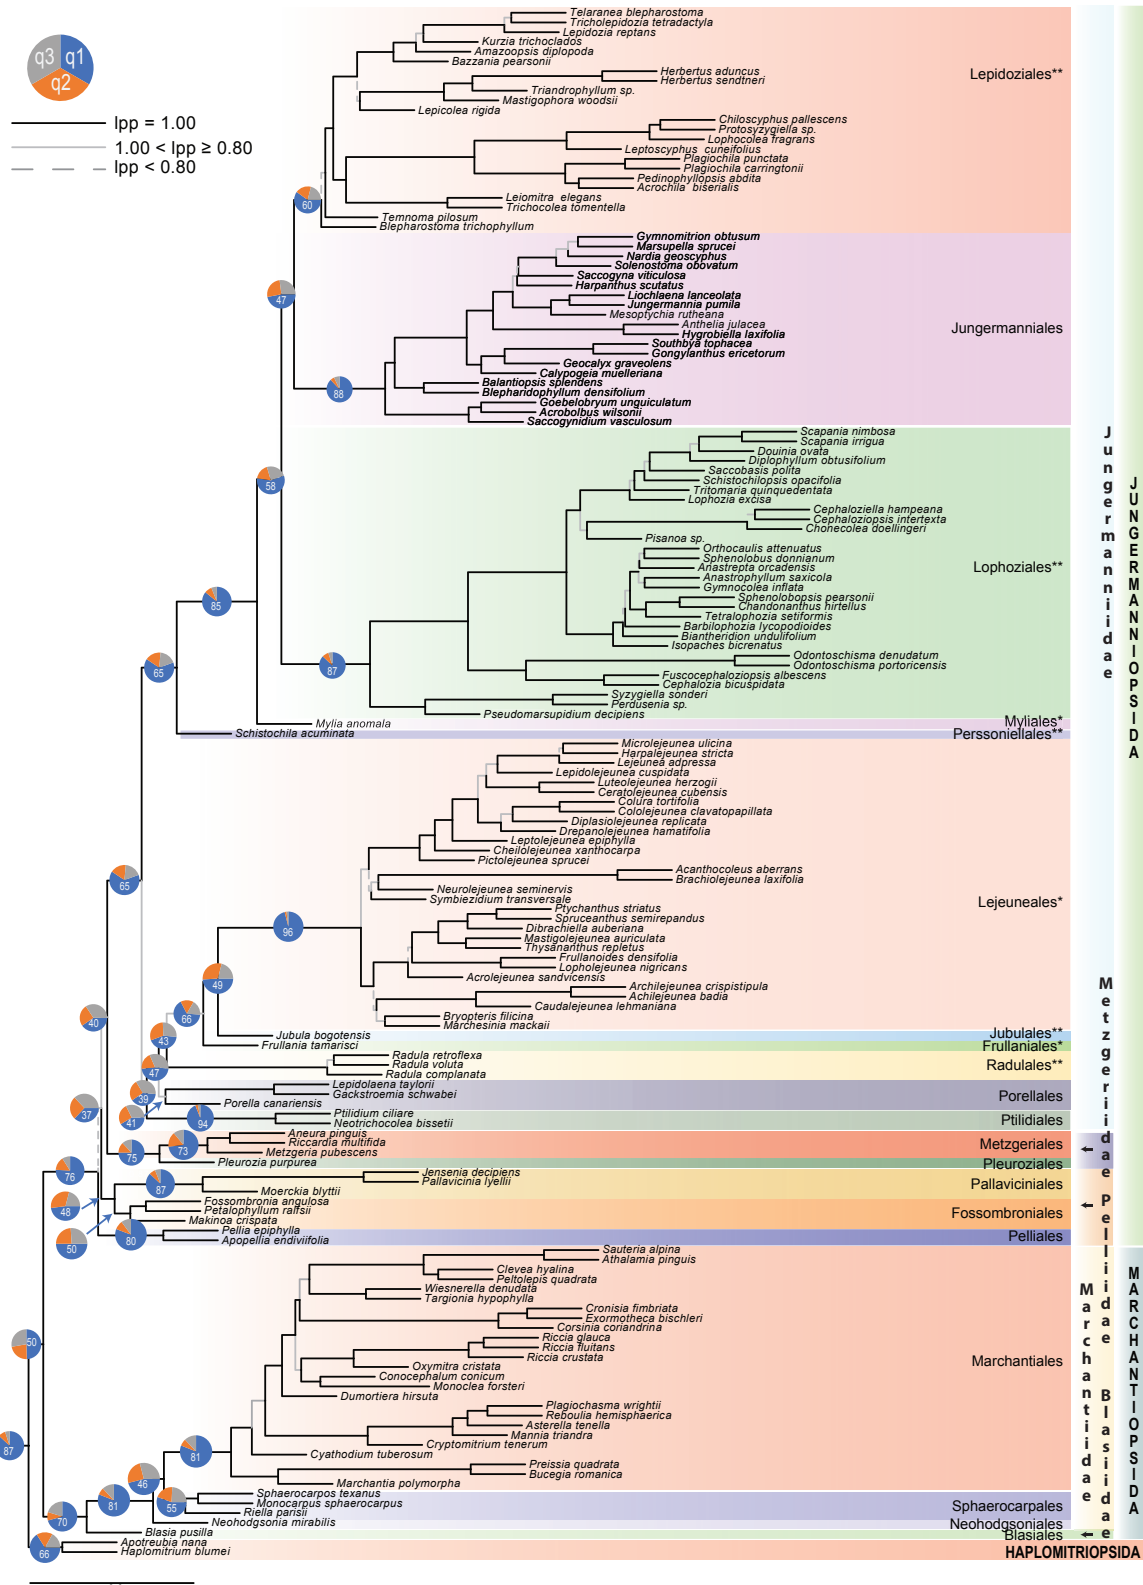 q3 q1
q2
lpp = 1.00
1.00 < lpp ≥ 0.80
lpp < 0.80
Telaranea blepharostoma
Tricholepidozia tetradactyla
Lepidozia reptans
Kurzia trichoclados
Amazoopsis diplopoda
Bazzania pearsonii
Herbertus aduncus
Herbertus sendtneri
Triandrophyllum sp.
Mastigophora woodsii
Lepicolea rigida
Chiloscyphus pallescens
Protosyzygiella sp.
Lophocolea fragrans
Leptoscyphus cuneifolius
Plagiochila punctata
Plagiochila carringtonii
Pedinophyllopsis abdita
Acrochila biserialis
Leiomitra elegans
Trichocolea tomentella
Temnoma pilosum
Blepharostoma trichophyllum
Lepidoziales**
60
Gymnomitrion obtusum
Marsupella sprucei
Nardia geoscyphus
Solenostoma obovatum
Saccogyna viticulosa
Harpanthus scutatus
Liochlaena lanceolata
Jungermannia pumila
Mesoptychia rutheana
Anthelia julacea
Hygrobiella laxifolia
Southbya tophacea
Gongylanthus ericetorum
Geocalyx graveolens
Calypogeia muelleriana
Balantiopsis splendens
Blepharidophyllum densifolium
Goebelobryum unguiculatum
Acrobolbus wilsonii
Saccogynidium vasculosum
Jungermanniales
47
88
Scapania nimbosa
Scapania irrigua
Douinia ovata
Diplophyllum obtusifolium
Saccobasis polita
Schistochilopsis opacifolia
Tritomaria quinquedentata
Lophozia excisa
Cephaloziella hampeana
Cephaloziopsis intertexta
Chonecolea doellingeri
Pisanoa sp.
Orthocaulis attenuatus
Sphenolobus donnianum
Anastrepta orcadensis
Anastrophyllum saxicola
Gymnocolea inflata
Sphenolobopsis pearsonii
Chandonanthus hirtellus
Tetralophozia setiformis
Barbilophozia lycopodioides
Biantheridion undulifolium
Isopaches bicrenatus
Odontoschisma denudatum
Odontoschisma portoricensis
Fuscocephaloziopsis albescens
Cephalozia bicuspidata
Syzygiella sonderi
Perdusenia sp.
Pseudomarsupidium decipiens
Lophoziales**
58
85
65
87
Mylia anomala
Myliales*
Schistochila acuminata
Perssoniellales**
Microlejeunea ulicina
Harpalejeunea stricta
Lejeunea adpressa
Lepidolejeunea cuspidata
Luteolejeunea herzogii
Ceratolejeunea cubensis
Colura tortifolia
Cololejeunea clavatopapillata
Diplasiolejeunea replicata
Drepanolejeunea hamatifolia
Leptolejeunea epiphylla
Cheilolejeunea xanthocarpa
Pictolejeunea sprucei
Acanthocoleus aberrans
Brachiolejeunea laxifolia
Neurolejeunea seminervis
Symbiezidium transversale
Ptychanthus striatus
Spruceanthus semirepandus
Dibrachiella auberiana
Mastigolejeunea auriculata
Thysananthus repletus
Frullanoides densifolia
Lopholejeunea nigricans
Acrolejeunea sandvicensis
Archilejeunea crispistipula
Achilejeunea badia
Caudalejeunea lehmaniana
Bryopteris filicina
Marchesinia mackaii
Lejeuneales*
65
96
49
66
40
43
47
39
41
94
37
Jubula bogotensis
Jubulales**
Frullania tamarisci
Frullaniales*
Radula retroflexa
Radula voluta
Radula complanata
Radulales**
Lepidolaena taylorii
Gackstroemia schwabei
Porella canariensis
Porellales
Ptilidium ciliare
Neotrichocolea bissetii
Ptilidiales
Aneura pinguis
Riccardia multifida
Metzgeria pubescens
Metzgeriales
73
75
Pleurozia purpurea
Pleuroziales
76
Jensenia decipiens
Pallavicinia lyellii
Moerckia blyttii
Pallaviciniales
87
48
Fossombronia angulosa
Petalophyllum ralfsii
Makinoa crispata
Fossombroniales
50
80
Pellia epiphylla
Apopellia endiviifolia
Pelliales
Sauteria alpina
Athalamia pinguis
Clevea hyalina
Peltolepis quadrata
Wiesnerella denudata
Targionia hypophylla
Cronisia fimbriata
Exormotheca bischleri
Corsinia coriandrina
Riccia glauca
Riccia fluitans
Riccia crustata
Oxymitra cristata
Conocephalum conicum
Monoclea forsteri
Dumortiera hirsuta
Plagiochasma wrightii
Reboulia hemisphaerica
Asterella tenella
Mannia triandra
Cryptomitrium tenerum
Cyathodium tuberosum
Preissia quadrata
Bucegia romanica
Marchantia polymorpha
Marchantiales
50
87
81
46
55
81
70
66
Sphaerocarpos texanus
Monocarpus sphaerocarpus
Riella parisii
Sphaerocarpales
Neohodgsonia mirabilis
Neohodgsoniales
Blasia pusilla
Blasiales
Apotreubia nana
Haplomitrium blumei
HAPLOMITRIOPSIDA
Jungermanniidae
Metzgeriidae
Pelliidae
Marchantiidae
Blasiidae
JUNGERMANNIOPSIDA
MARCHANTIOPSIDA